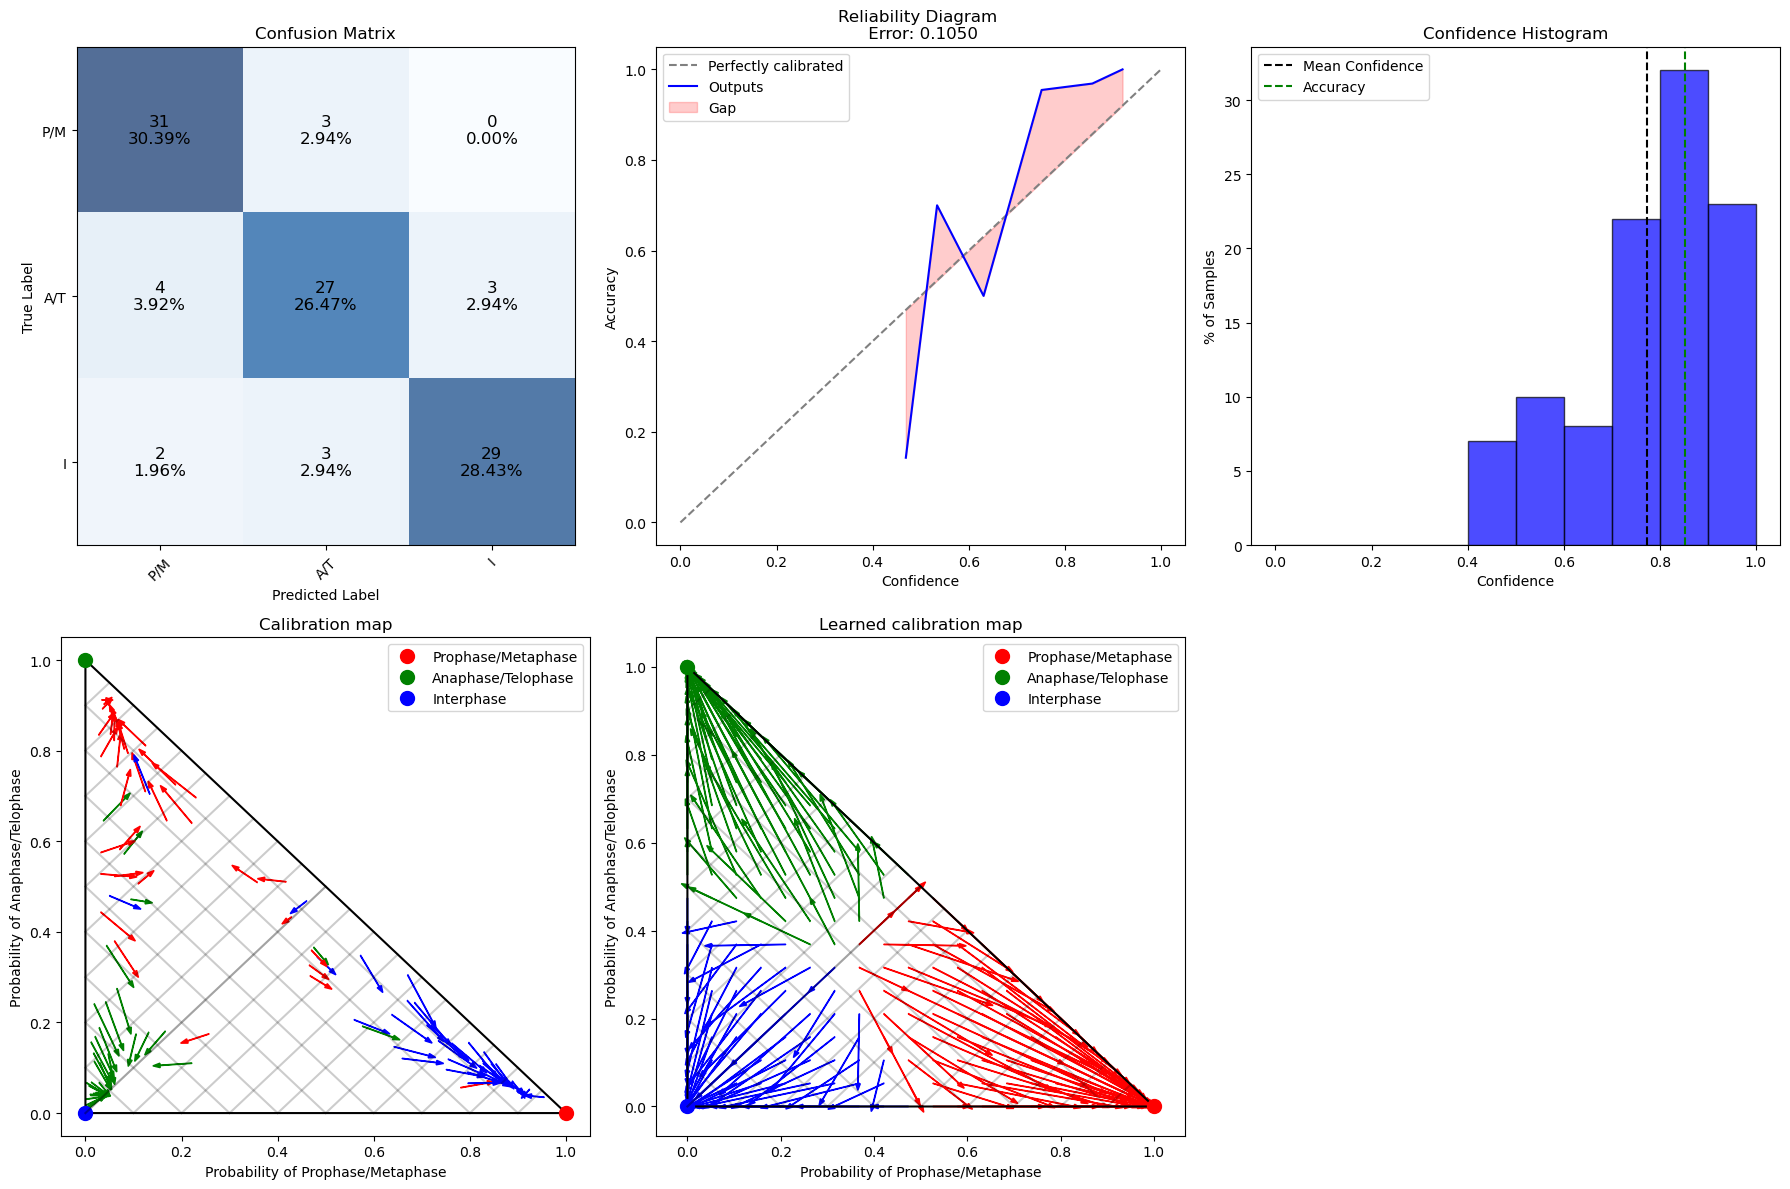 Confusion Matrix
True Label
P/M
A/T
I
31
30.39%
3
2.94%
0
0.00%
4
3.92%
27
26.47%
3
2.94%
2
1.96%
3
2.94%
29
28.43%
P/M
A/T
I
Predicted Label
Reliability Diagram
Error: 0.1050
Perfectly calibrated
Outputs
Gap
Accuracy
1.0
0.8
0.6
0.4
0.2
0.0
0.0 0.2 0.4 0.6 0.8 1.0
Confidence
Confidence Histogram
Mean Confidence
Accuracy
% of Samples
30
25
20
15
10
5
0
0.0 0.2 0.4 0.6 0.8 1.0
Confidence
Calibration map
Prophase/Metaphase
Anaphase/Telophase
Interphase
Probability of Anaphase/Telophase
1.0
0.8
0.6
0.4
0.2
0.0
0.0 0.2 0.4 0.6 0.8 1.0
Probability of Prophase/Metaphase
Learned calibration map
Prophase/Metaphase
Anaphase/Telophase
Interphase
Probability of Anaphase/Telophase
1.0
0.8
0.6
0.4
0.2
0.0
0.0 0.2 0.4 0.6 0.8 1.0
Probability of Prophase/Metaphase